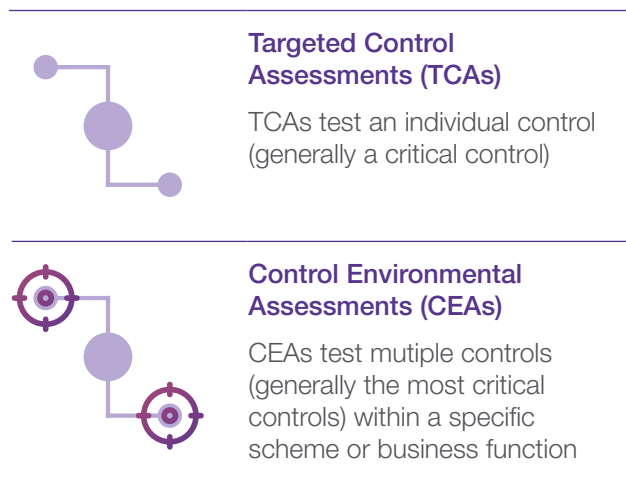 Targeted Control
Assessments (TCAs)
TCAs test an individual control
(generally a critical control)
Control Environmental
Assessments (CEAs)
CEAs test mutiple controls
(generally the most critical
controls) within a specific
scheme or business function